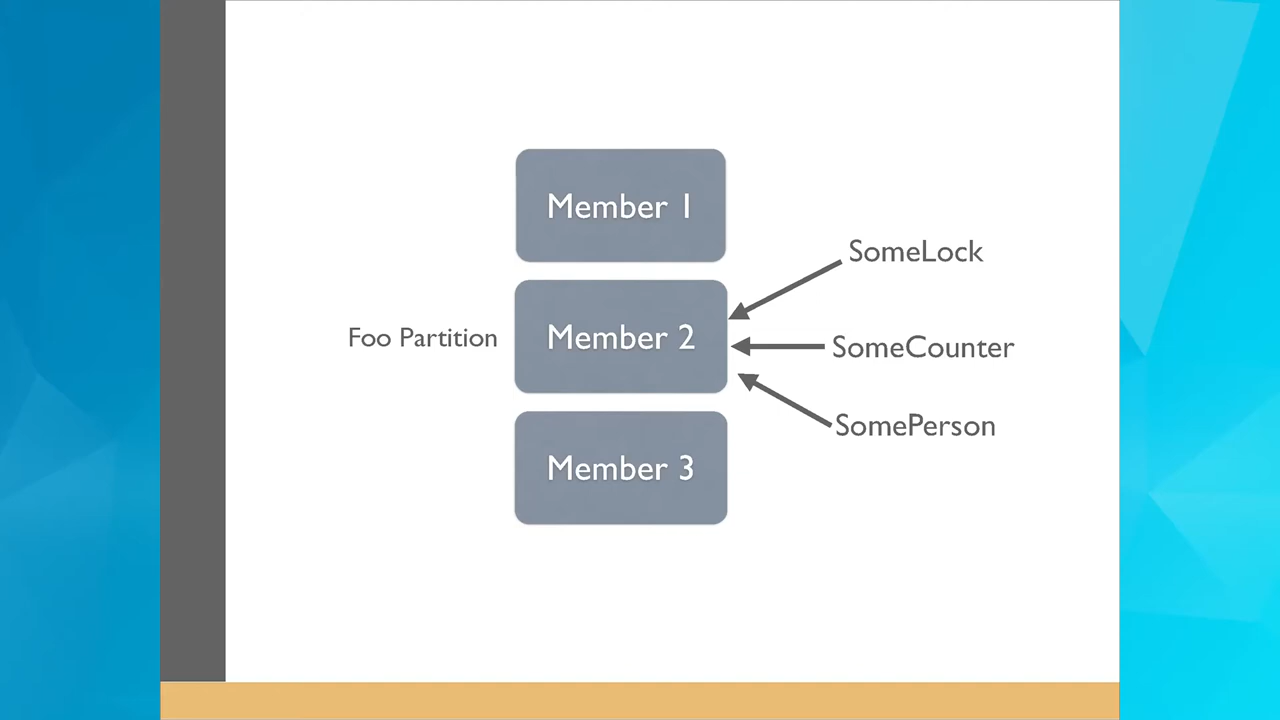 Member 1
SomeLock
Foo Partition
Member 2
SomeCounter
SomePerson
Member 3